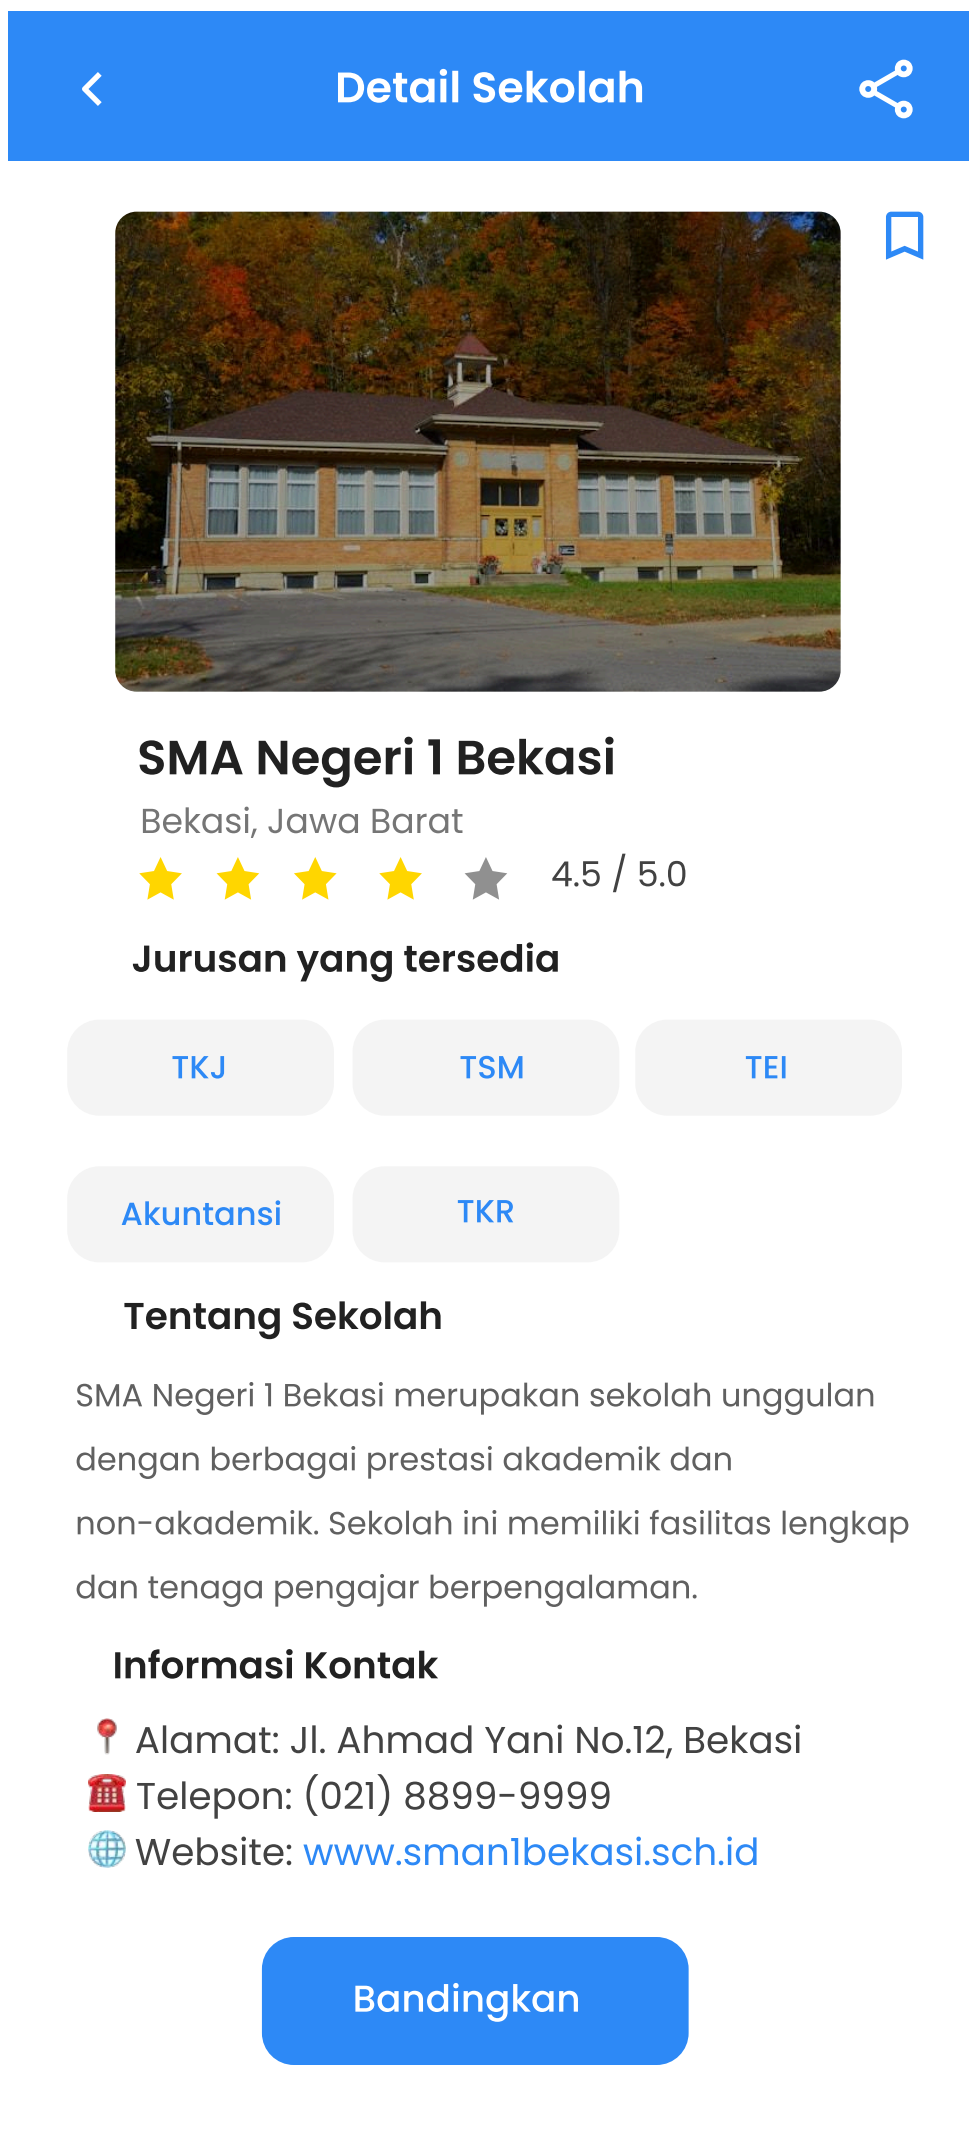 Detail Sekolah
SMA Negeri 1 Bekasi
Bekasi, Jawa Barat
4.5 / 5.0
Jurusan yang tersedia
TKJ
TSM
TEI
Akuntansi
TKR
Tentang Sekolah
SMA Negeri 1 Bekasi merupakan sekolah unggulan
dengan berbagai prestasi akademik dan
non-akademik. Sekolah ini memiliki fasilitas lengkap
dan tenaga pengajar berpengalaman.
Informasi Kontak
Alamat: Jl. Ahmad Yani No.12, Bekasi
Telepon: (021) 8899-9999
Website: www.sman1bekasi.sch.id
Bandingkan